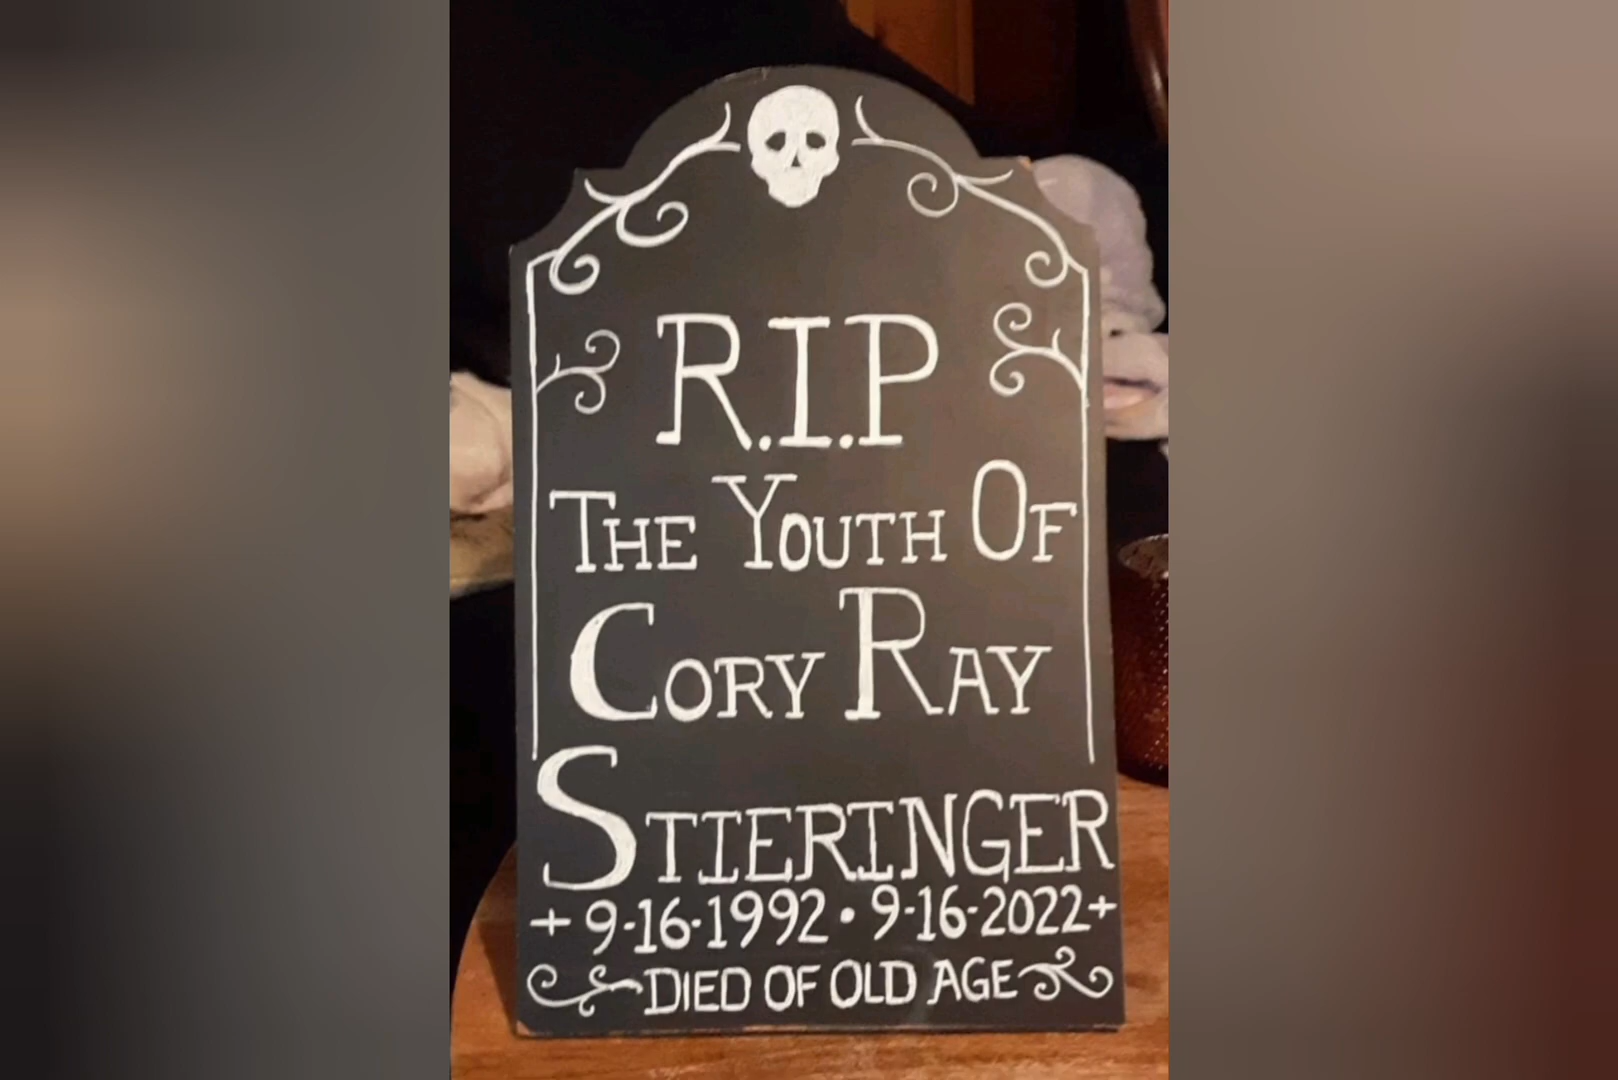 R.I.P
THE YOUTH OF
CORY RAY
STIERINGER
+ 9-16-1992 • 9-16-2022 +
DIED OF OLD AGE